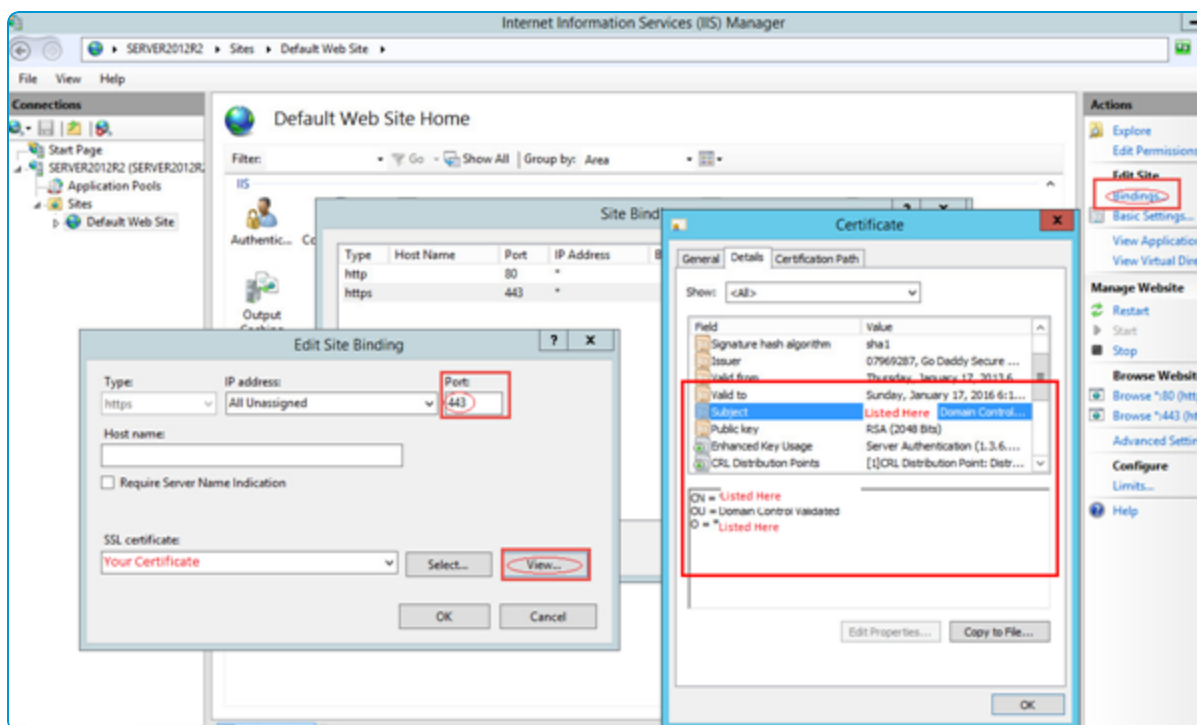 Internet Information Services (IIS) Manager
SERVER2012R2 Sites Default Web Site
File View Help
Connections
Start Page
SERVER2012R2 (SERVER2012R2
Application Pools
Sites
Default Web Site
Default Web Site Home
Filter: Go Show All Group by: Area
IIS
Authentic...
Output
Site Bind
Type Host Name Port IP Address B
http 80 *
https 443 *
Edit Site Binding ? X
Type: IP address: Port:
https All Unassigned 443
Host name:
Require Server Name Indication
SSL certificate:
Your Certificate Select... View...
OK Cancel
Certificate X
General Details Certification Path
Show: <All>
Field Value
Signature hash algorithm sha1
Issuer 07969287, Go Daddy Secure ...
Valid from Thursday, January 17, 2013 6...
Valid to Sunday, January 17, 2016 6:1...
Subject Listed Here Domain Control...
Public key RSA (2048 Bits)
Enhanced Key Usage Server Authentication (1.3.6....
CRL Distribution Points [1]CRL Distribution Point: Distr...
CN = Listed Here
OU = Domain Control Validated
O = "Listed Here
Edit Properties... Copy to File...
OK
Actions
Explore
Edit Permissions
Edit Site
Bindings...
Basic Settings...
View Application
View Virtual Dire
Manage Website
Restart
Start
Stop
Browse Websit
Browse *:80 (htt
Browse *:443 (ht
Advanced Settin
Configure
Limits...
Help